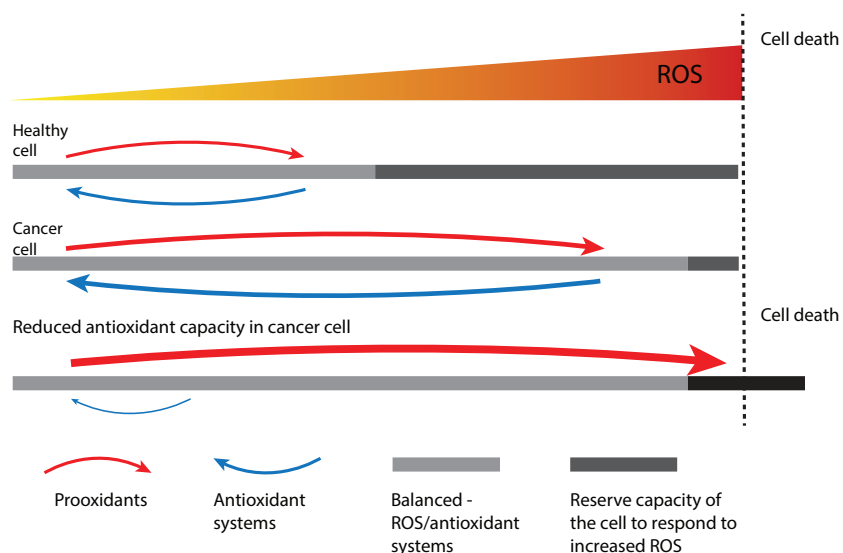 Cell death
ROS
Healthy
cell
Cancer
cell
Cell death
Reduced antioxidant capacity in cancer cell
Prooxidants
Antioxidant
systems
Balanced -
ROS/antioxidant
systems
Reserve capacity of
the cell to respond to
increased ROS